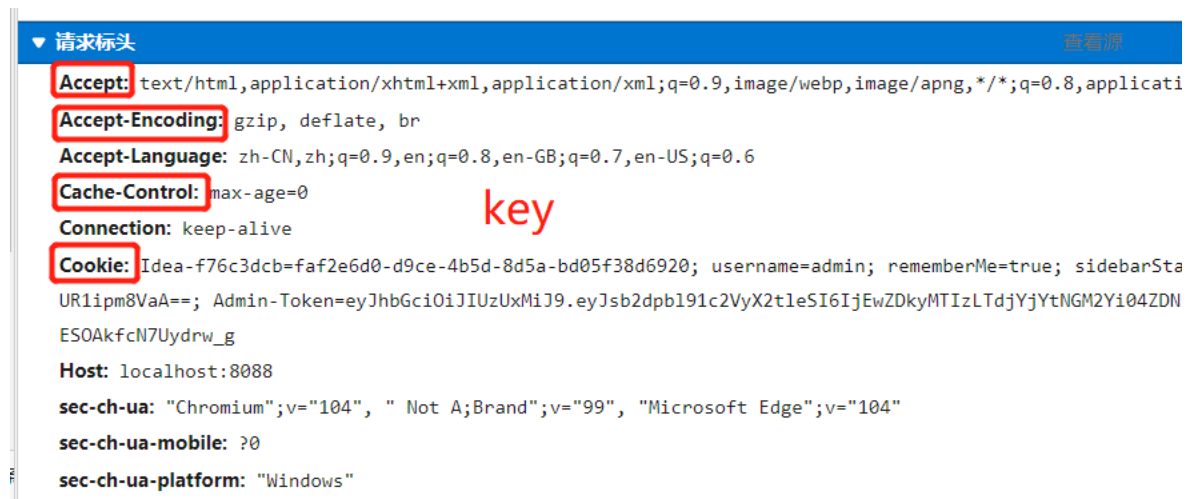 ▼ 请求标头 查看源
Accept: text/html,application/xhtml+xml,application/xml;q=0.9,image/webp,image/apng,*/*;q=0.8,applicati
Accept-Encoding: gzip, deflate, br
Accept-Language: zh-CN,zh;q=0.9,en;q=0.8,en-GB;q=0.7,en-US;q=0.6
Cache-Control: max-age=0
key
Connection: keep-alive
Cookie: Idea-f76c3dcb=faf2e6d0-d9ce-4b5d-8d5a-bd05f38d6920; username=admin; rememberMe=true; sidebarSta
UR1ipm8VaA==; Admin-Token=eyJhbGciOiJIUzUxMiJ9.eyJsb2dpbl91c2VyX2tleSI6IjEwZDkyMTIzLTdjYjYtNGM2Yi04ZDN
ESOAkfcN7Uydrw_g
Host: localhost:8088
sec-ch-ua: "Chromium";v="104", " Not A;Brand";v="99", "Microsoft Edge";v="104"
sec-ch-ua-mobile: ?0
sec-ch-ua-platform: "Windows"